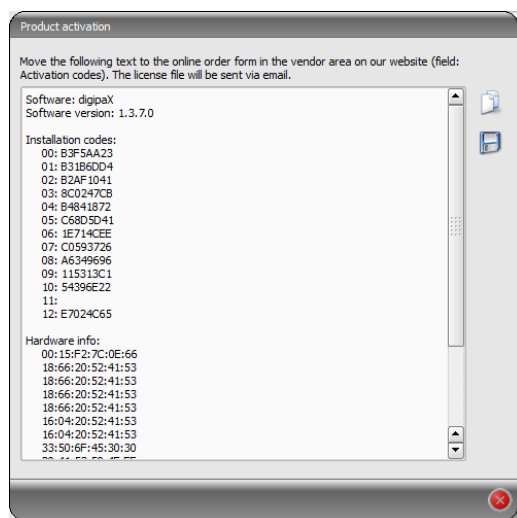 Product activation
Move the following text to the online order form in the vendor area on our website (field:
Activation codes). The license file will be sent via email.
Software: digipaX
Software version: 1.3.7.0
Installation codes:
00: B3F5AA23
01: B31B6DD4
02: B2AF1041
03: 8C0247CB
04: B4841872
05: C68D5D41
06: 1E714CEE
07: C0593726
08: A6349696
09: 115313C1
10: 54396E22
11:
12: E7024C65
Hardware info:
00:15:F2:7C:0E:66
18:66:20:52:41:53
18:66:20:52:41:53
18:66:20:52:41:53
18:66:20:52:41:53
16:04:20:52:41:53
16:04:20:52:41:53
33:50:6F:45:30:30